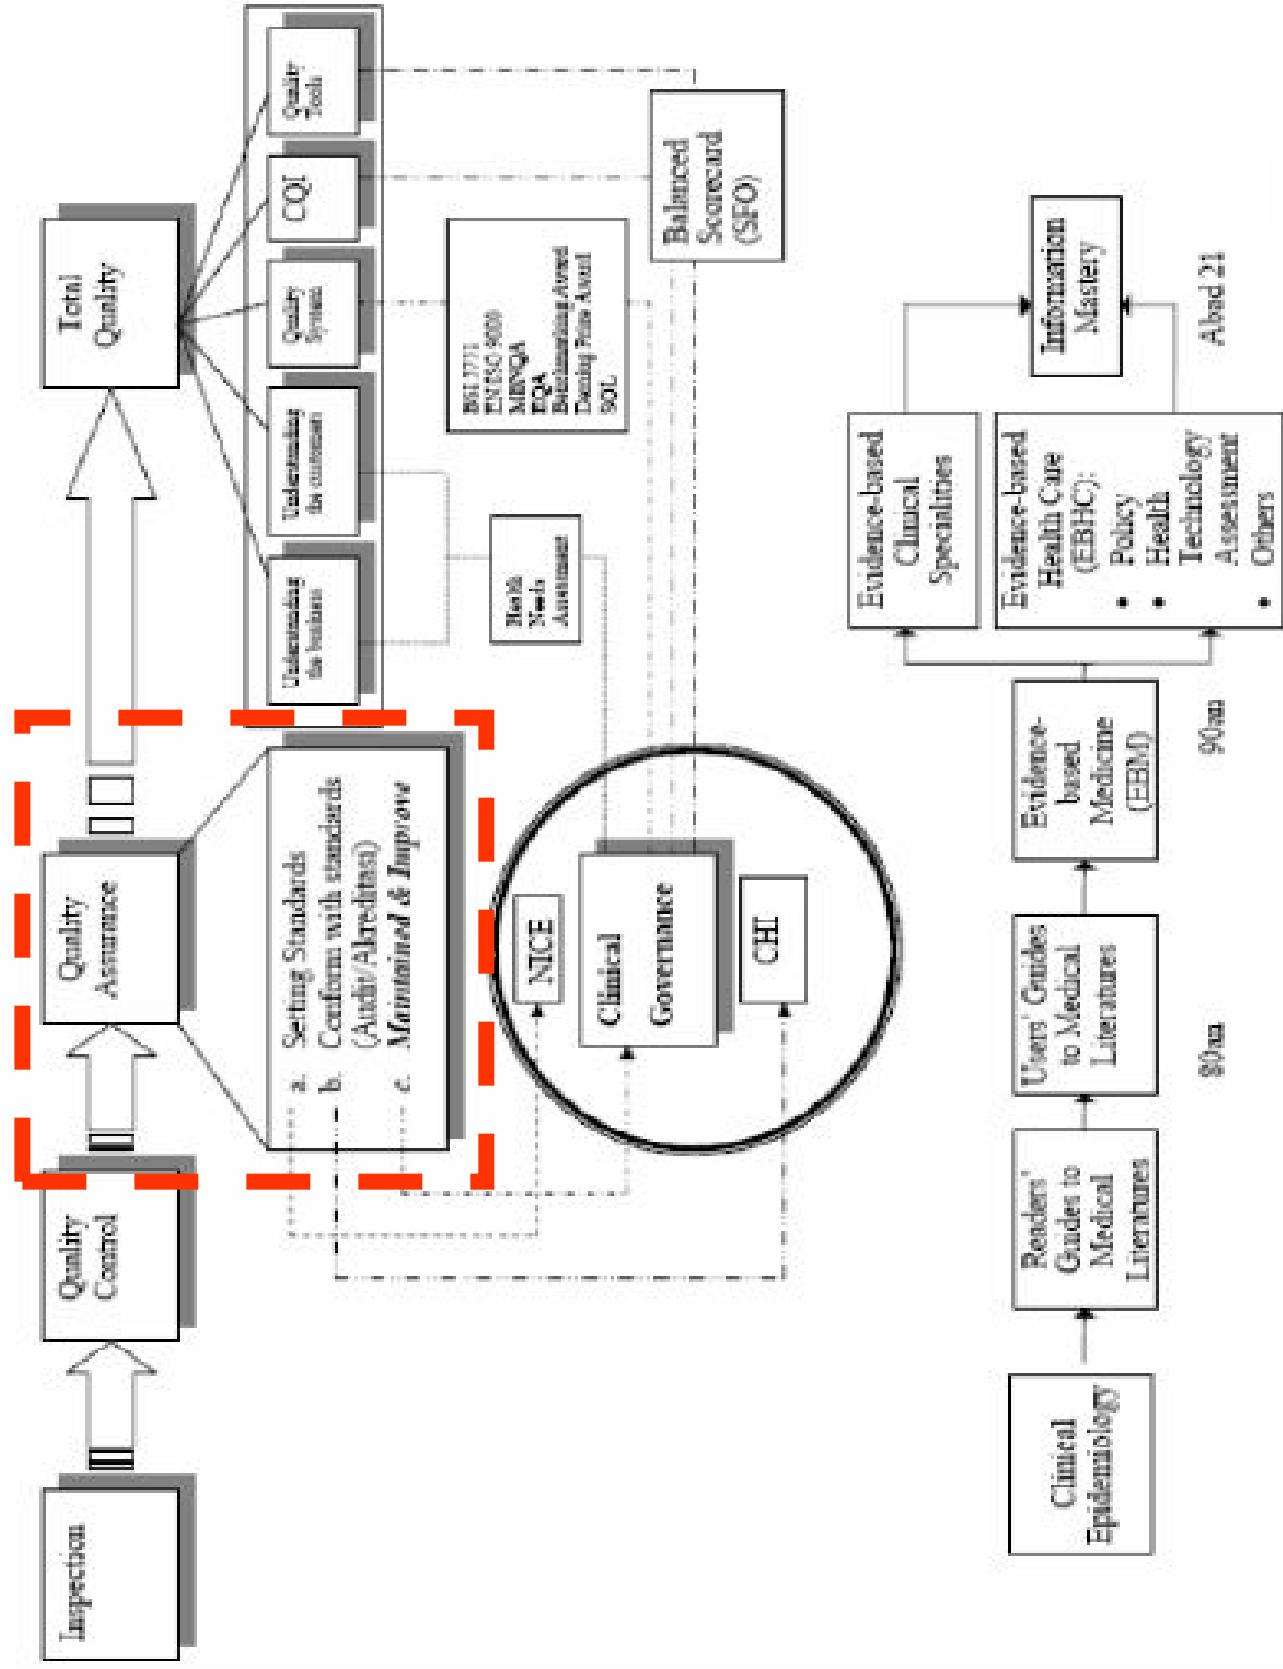 Inspection
Quality
Control
Quality
Assurance
Total
Quality
a. Setting Standards
b. Conform with standards
(Audit/Akreditasi)
c. Maintained & Improve
Understanding
the business
Understanding
the customers
Quality
System
CQI
Quality
Tools
Health
Needs
Assessment
EN ISO 9000
MBNQA
EQA
Benchmarking Award
Deming Prize Award
Balanced
Scorecard
(SFO)
NICE
Clinical
Governance
CHI
Clinical
Epidemiology
Readers'
Guides to
Medical
Literatures
Users' Guides
to Medical
Literatures
Evidence-
based
Medicine
(EBM)
Evidence-based
Clinical
Specialities
Evidence-based
Health Care
(EBHC):
• Policy
• Health
Technology
Assessment
• Others
Information
Mastery
80an
90an
Abad 21